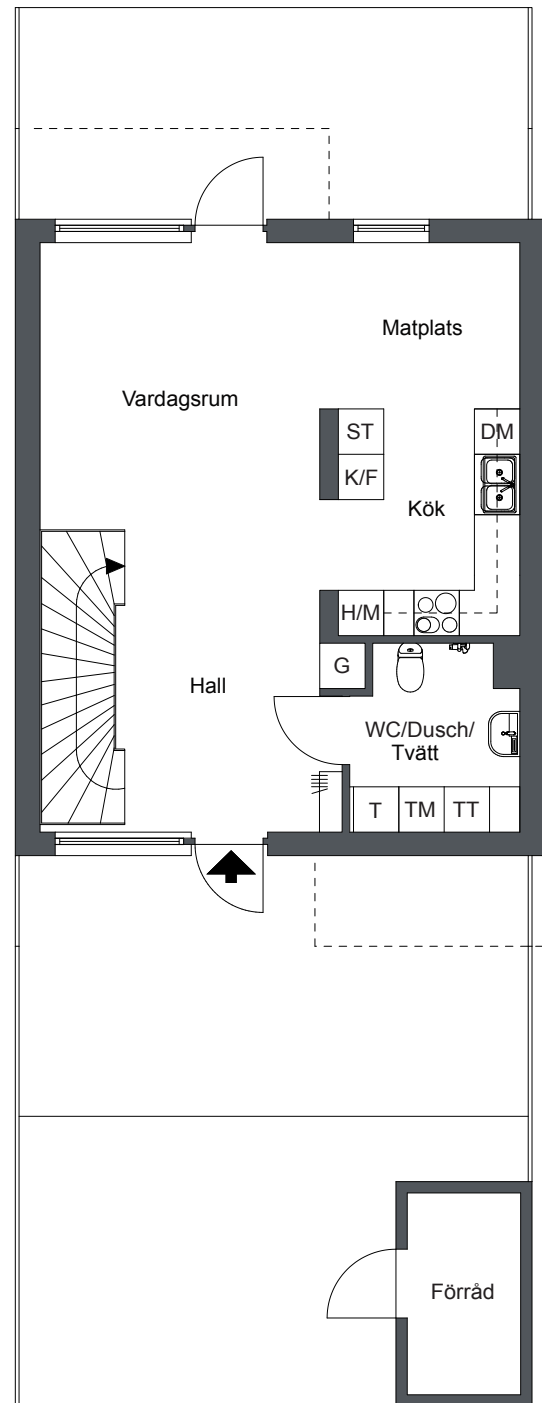 Matplats
Vardagsrum
ST
DM
K/F
Kök
H/M
G
Hall
WC/Dusch/
Tvätt
T
TM
TT
Förråd